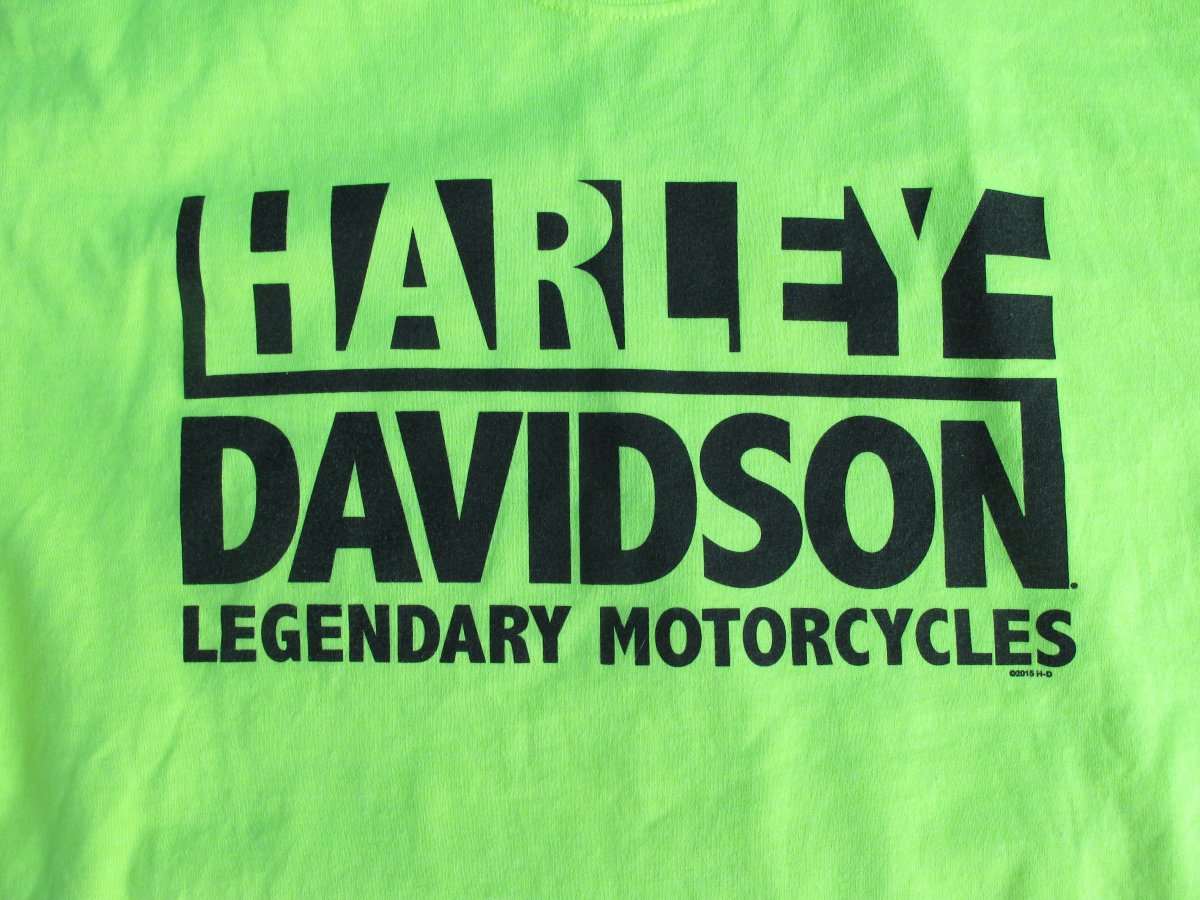 HARLEY-
DAVIDSON.
LEGENDARY MOTORCYCLES
©2015 H-D